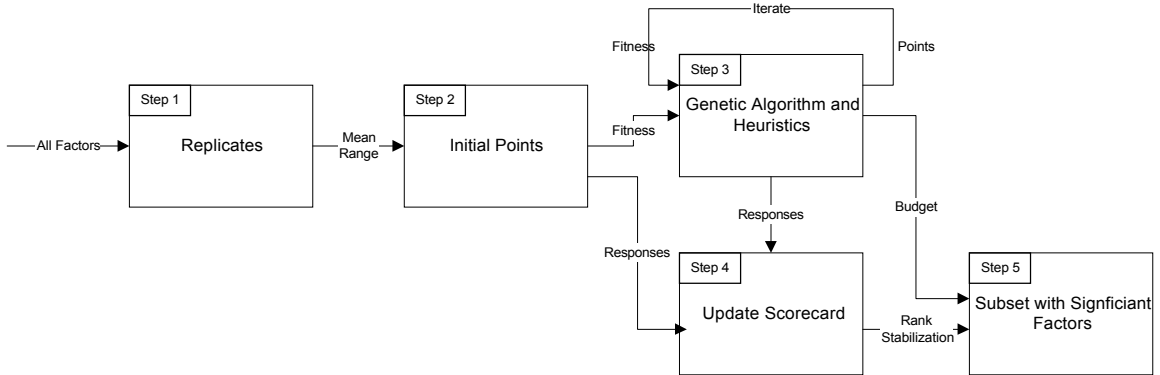 Iterate
Fitness
Points
Step 1
Step 2
Step 3
Replicates
Initial Points
Genetic Algorithm and
Heuristics
All Factors
Mean
Range
Fitness
Responses
Budget
Responses
Step 4
Step 5
Update Scorecard
Subset with Signficiant
Factors
Rank
Stabilization